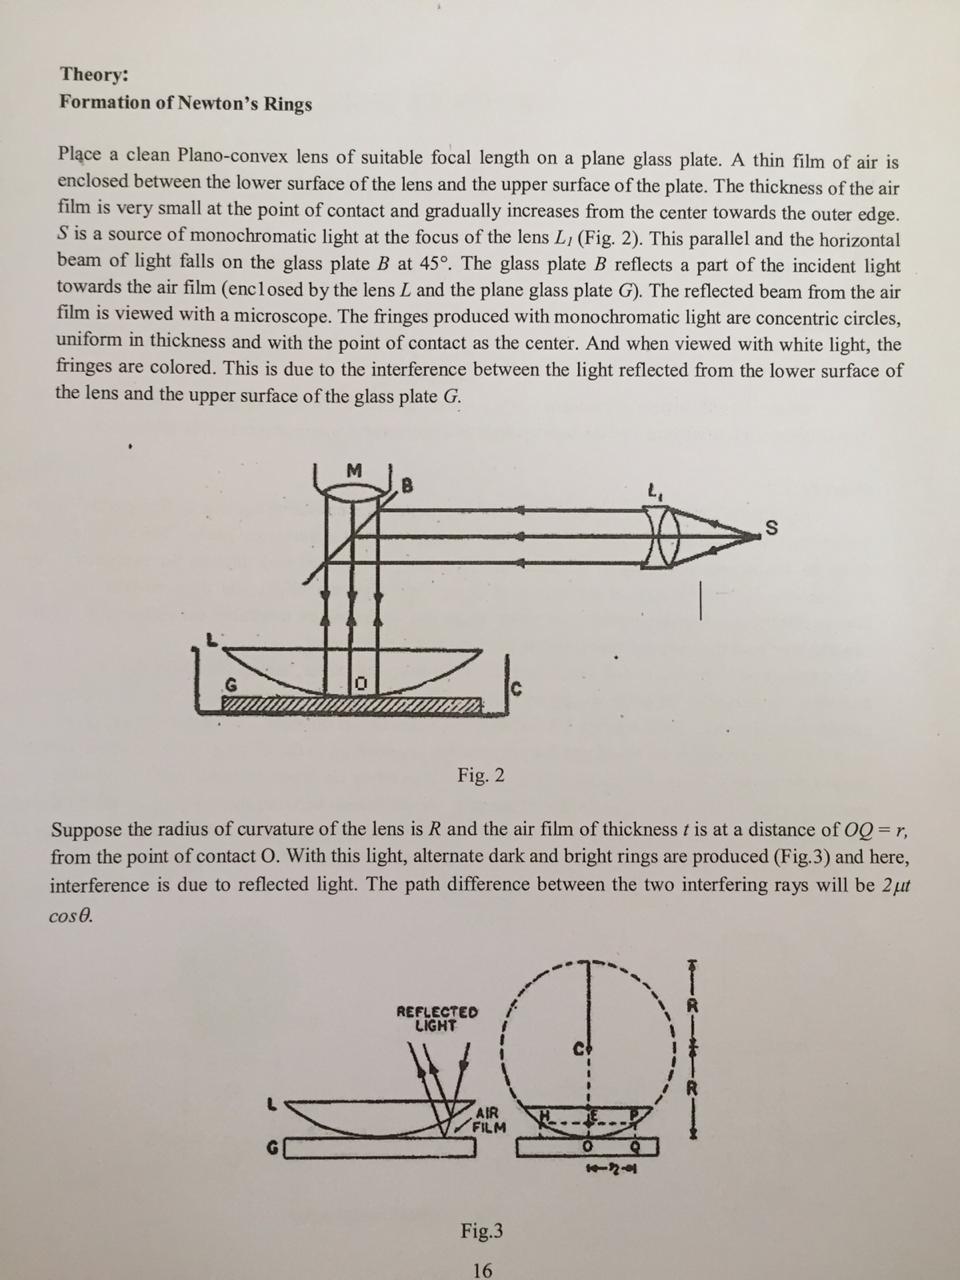 Theory:
Formation of Newton's Rings
Place a clean Plano-convex lens of suitable focal length on a plane glass plate. A thin film of air is
enclosed between the lower surface of the lens and the upper surface of the plate. The thickness of the air
film is very small at the point of contact and gradually increases from the center towards the outer edge.
S is a source of monochromatic light at the focus of the lens L₁ (Fig. 2). This parallel and the horizontal
beam of light falls on the glass plate B at 45°. The glass plate B reflects a part of the incident light
towards the air film (enclosed by the lens L and the plane glass plate G). The reflected beam from the air
film is viewed with a microscope. The fringes produced with monochromatic light are concentric circles,
uniform in thickness and with the point of contact as the center. And when viewed with white light, the
fringes are colored. This is due to the interference between the light reflected from the lower surface of
the lens and the upper surface of the glass plate G.
M
B
L₁
S
L
G
O
C
Fig. 2
Suppose the radius of curvature of the lens is R and the air film of thickness t is at a distance of OQ = r,
from the point of contact O. With this light, alternate dark and bright rings are produced (Fig.3) and here,
interference is due to reflected light. The path difference between the two interfering rays will be 2μt
cosθ.
REFLECTED
LIGHT
L
G
AIR
FILM
C
R
R
H
E
P
O
Q
Fig.3
16